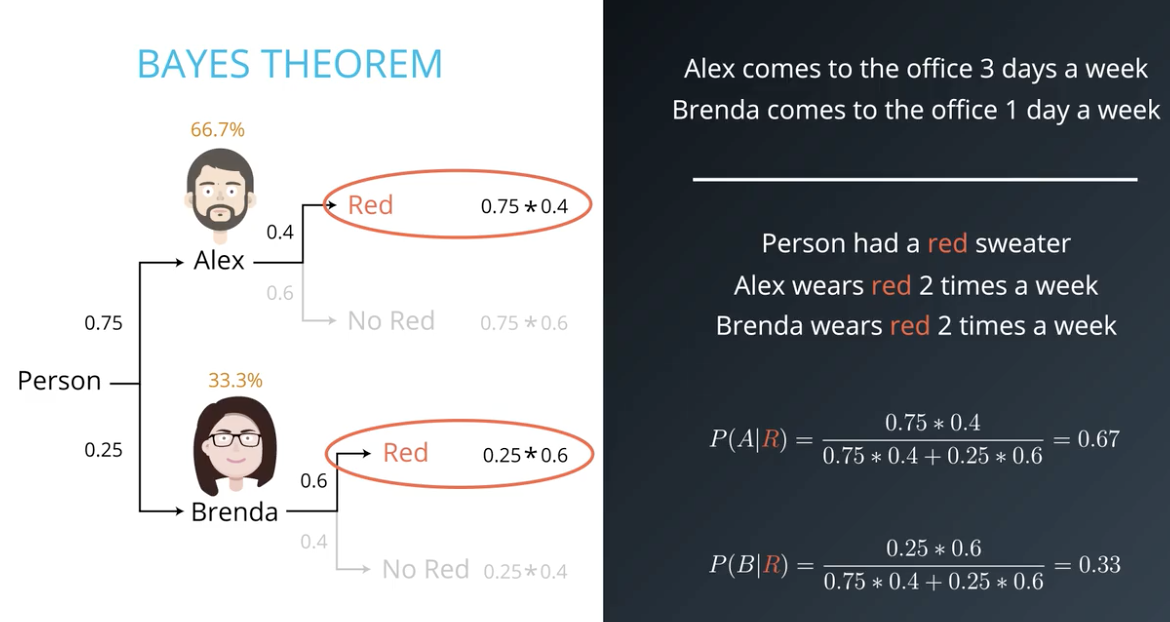 BAYES THEOREM
66.7%
Alex
0.4
Red 0.75 * 0.4
0.6
No Red 0.75 * 0.6
0.75
Person
0.25
33.3%
Brenda
0.6
Red 0.25 * 0.6
0.4
No Red 0.25 * 0.4
Alex comes to the office 3 days a week
Brenda comes to the office 1 day a week
Person had a red sweater
Alex wears red 2 times a week
Brenda wears red 2 times a week
P(A|R) = 0.75 * 0.4 / 0.75 * 0.4 + 0.25 * 0.6 = 0.67
P(B|R) = 0.25 * 0.6 / 0.75 * 0.4 + 0.25 * 0.6 = 0.33